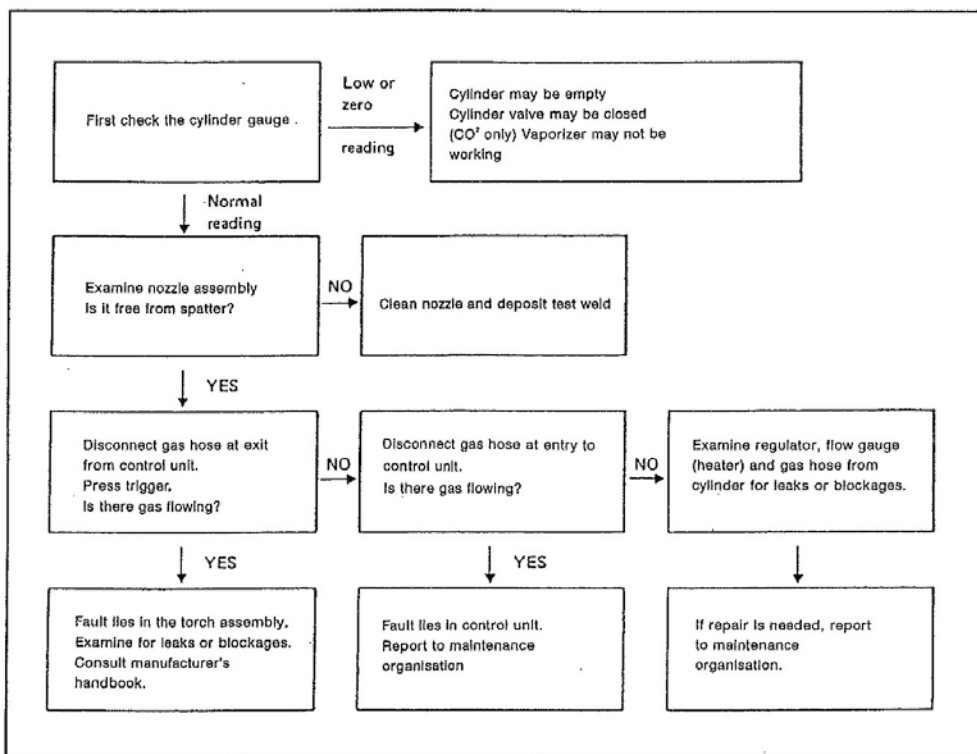 First check the cylinder gauge .
Low or
zero
reading
Cylinder may be empty
Cylinder valve may be closed
(CO² only) Vaporizer may not be
working
Normal
reading
Examine nozzle assembly
Is it free from spatter?
NO
Clean nozzle and deposit test weld
YES
Disconnect gas hose at exit
from control unit.
Press trigger.
Is there gas flowing?
NO
Disconnect gas hose at entry to
control unit.
Is there gas flowing?
NO
Examine regulator, flow gauge
(heater) and gas hose from
cylinder for leaks or blockages.
YES
YES
Fault lies in the torch assembly.
Examine for leaks or blockages.
Consult manufacturer's
handbook.
Fault lies in control unit.
Report to maintenance
organisation
If repair is needed, report
to maintenance
organisation.